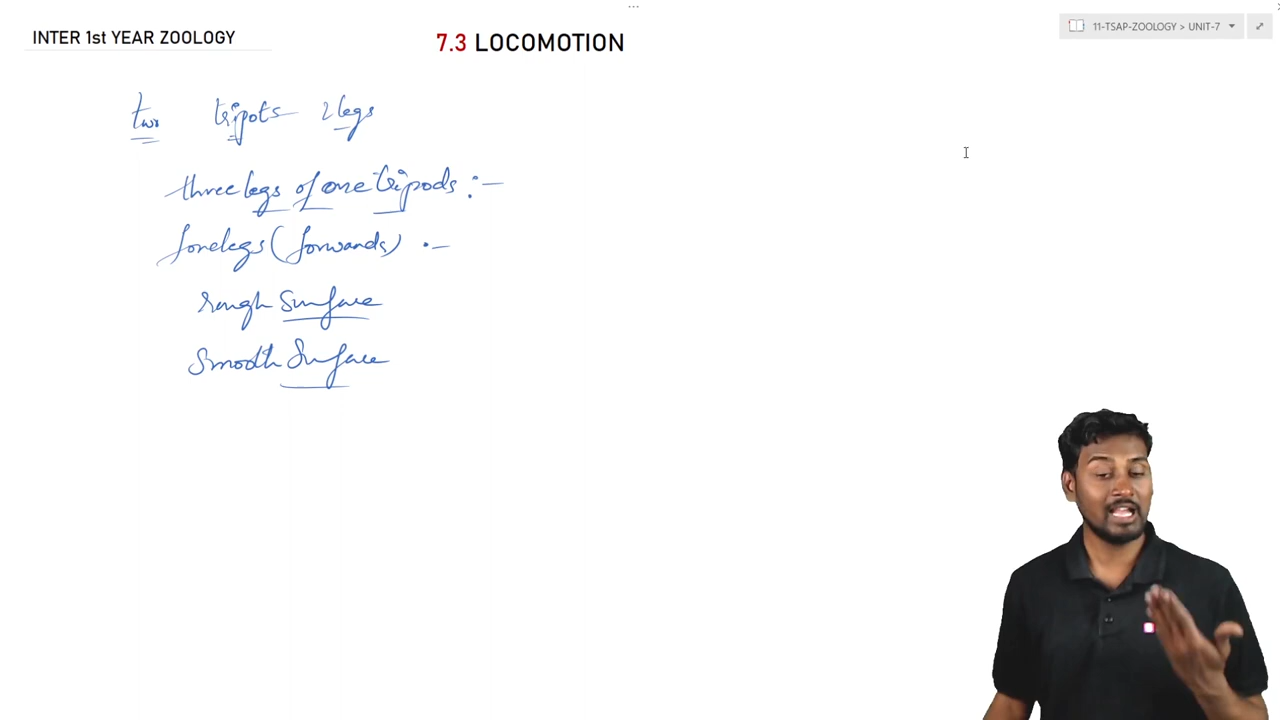 INTER 1st YEAR ZOOLOGY
7.3 LOCOMOTION
11-TSAP-ZOOLOGY > UNIT-7
two tripots 2legs
three legs of one tripods :-
forelegs (forwards) :-
rough surface
smooth surface